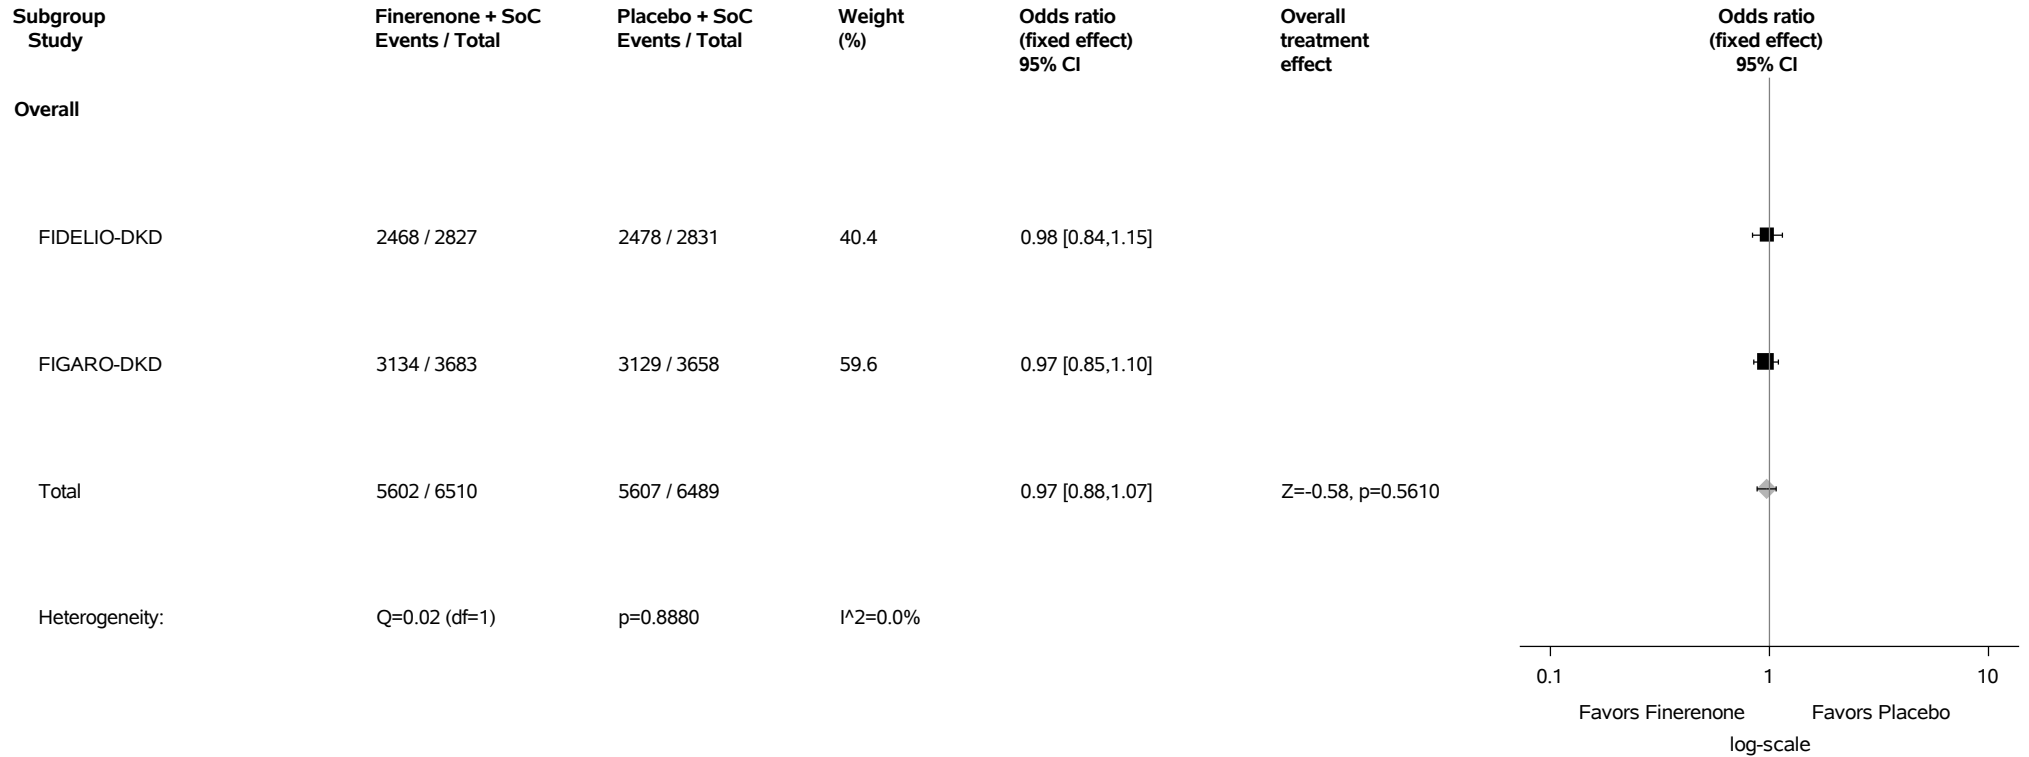 Subgroup Finerenone + SoC Placebo + SoC Weight Odds ratio Overall Odds ratio
Study Events / Total Events / Total (%) (fixed effect) treatment (fixed effect)
95% CI effect 95% CI
Overall
FIDELIO-DKD 2468 / 2827 2478 / 2831 40.4 0.98 [0.84,1.15]
FIGARO-DKD 3134 / 3683 3129 / 3658 59.6 0.97 [0.85,1.10]
Total 5602 / 6510 5607 / 6489 0.97 [0.88,1.07] Z=-0.58, p=0.5610
Heterogeneity: Q=0.02 (df=1) p=0.8880 I^2=0.0%
0.1 1 10
Favors Finerenone Favors Placebo
log-scale